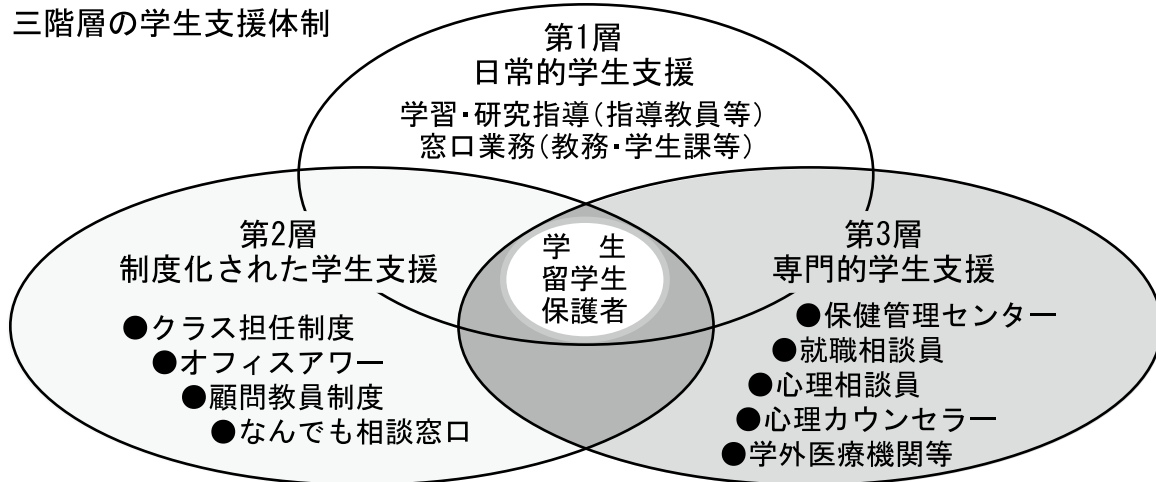 三階層の学生支援体制
第1層
日常的学生支援
学習・研究指導(指導教員等)
窓口業務(教務・学生課等)
第2層
制度化された学生支援
●クラス担任制度
●オフィスアワー
●顧問教員制度
●なんでも相談窓口
学　生
留学生
保護者
第3層
専門的学生支援
●保健管理センター
●就職相談員
●心理相談員
●心理カウンセラー
●学外医療機関等